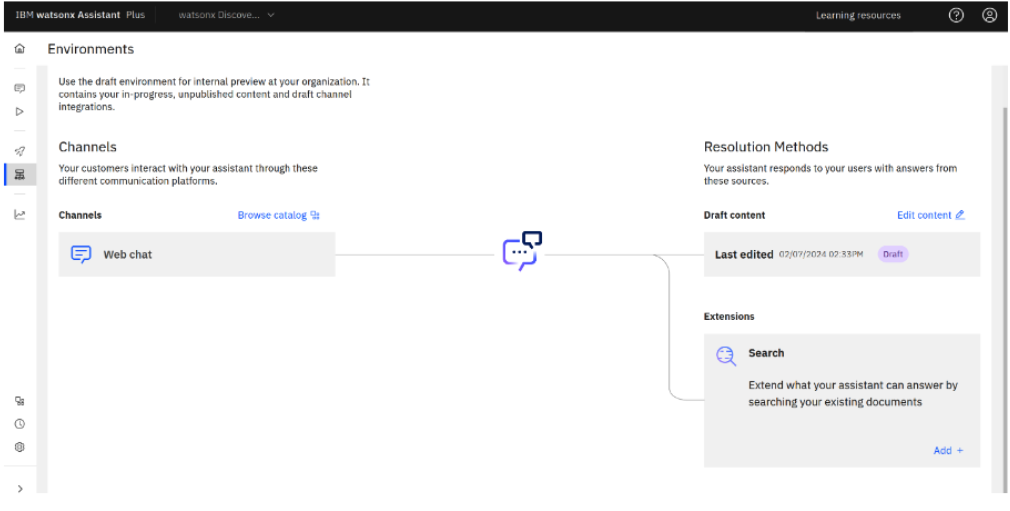 IBM watsonx Assistant Plus
watsonx Discove...
Learning resources
Environments
Use the draft environment for internal preview at your organization. It
contains your in-progress, unpublished content and draft channel
integrations.
Channels
Your customers interact with your assistant through these
different communication platforms.
Channels
Browse catalog
Web chat
Resolution Methods
Your assistant responds to your users with answers from
these sources.
Draft content
Edit content
Last edited 02/07/2024 02:33PM Draft
Extensions
Search
Extend what your assistant can answer by
searching your existing documents
Add +